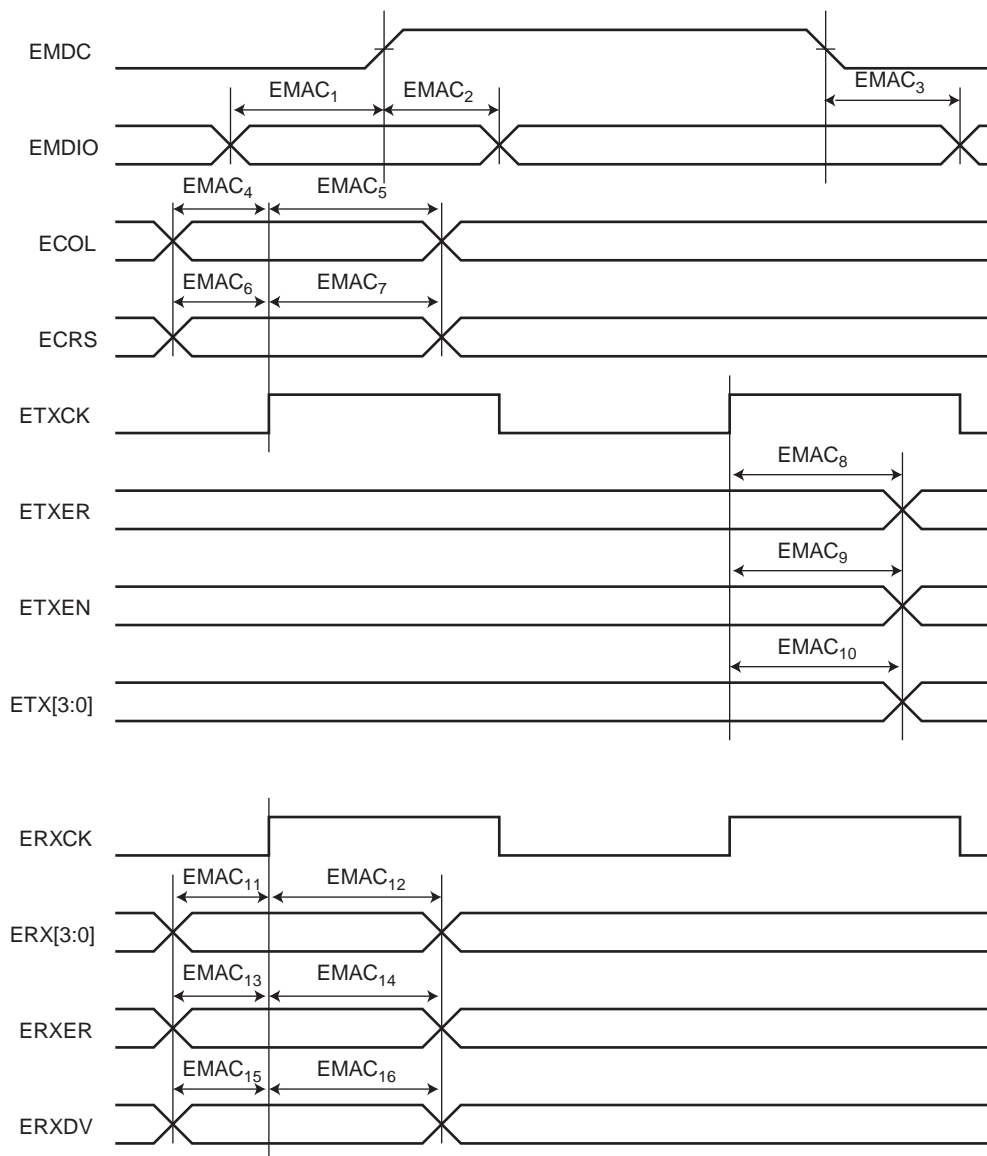 EMDC
EMAC1 EMAC2 EMAC3
EMDIO
EMAC4 EMAC5
ECOL
EMAC6 EMAC7
ECRS
ETXCK
EMAC8
ETXER
EMAC9
ETXEN
EMAC10
ETX[3:0]
ERXCK
EMAC11 EMAC12
ERX[3:0]
EMAC13 EMAC14
ERXER
EMAC15 EMAC16
ERXDV